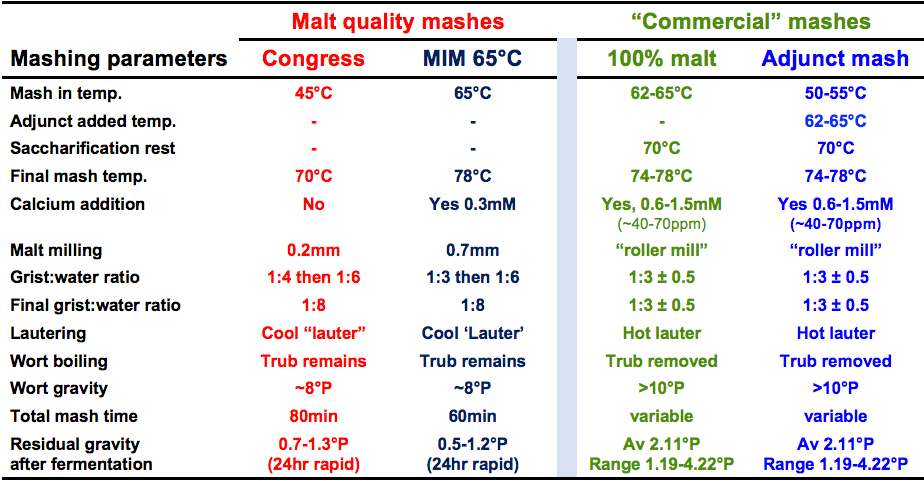 Malt quality mashes “Commercial” mashes
Mashing parameters Congress MIM 65°C 100% malt Adjunct mash
Mash in temp. 45°C 65°C 62-65°C 50-55°C
Adjunct added temp. - - - 62-65°C
Saccharification rest - - 70°C 70°C
Final mash temp. 70°C 78°C 74-78°C 74-78°C
Calcium addition No Yes 0.3mM Yes, 0.6-1.5mM Yes 0.6-1.5mM
(~40-70ppm) (~40-70ppm)
Malt milling 0.2mm 0.7mm “roller mill” “roller mill”
Grist:water ratio 1:4 then 1:6 1:3 then 1:6 1:3 ± 0.5 1:3 ± 0.5
Final grist:water ratio 1:8 1:8 1:3 ± 0.5 1:3 ± 0.5
Lautering Cool “lauter” Cool ‘Lauter’ Hot lauter Hot lauter
Wort boiling Trub remains Trub remains Trub removed Trub removed
Wort gravity ~8°P ~8°P >10°P >10°P
Total mash time 80min 60min variable variable
Residual gravity 0.7-1.3°P 0.5-1.2°P Av 2.11°P Av 2.11°P
after fermentation (24hr rapid) (24hr rapid) Range 1.19-4.22°P Range 1.19-4.22°P